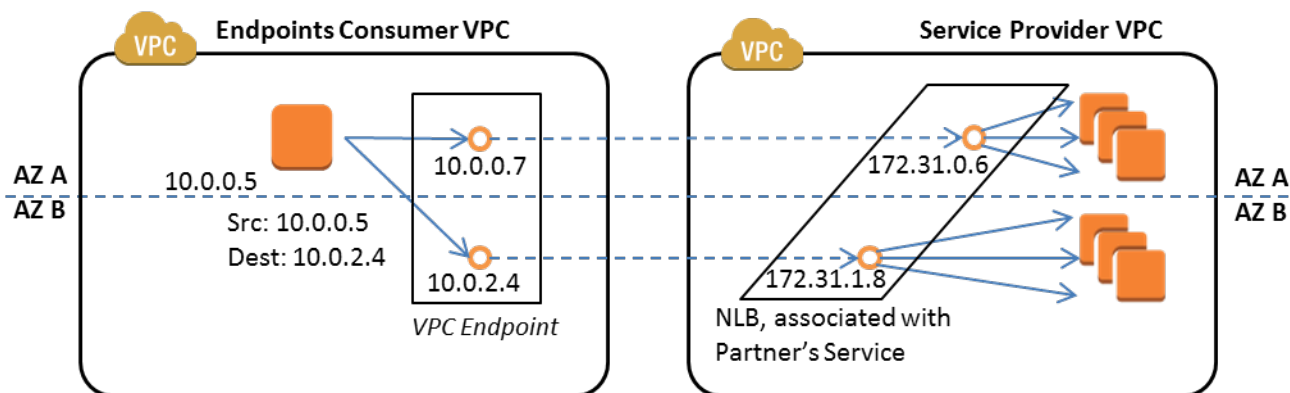 Endpoints Consumer VPC
Service Provider VPC
VPC
VPC
10.0.0.7
172.31.0.6
AZ A
10.0.0.5
AZ A
AZ B
AZ B
Src: 10.0.0.5
Dest: 10.0.2.4
10.0.2.4
172.31.1.8
VPC Endpoint
NLB, associated with
Partner's Service